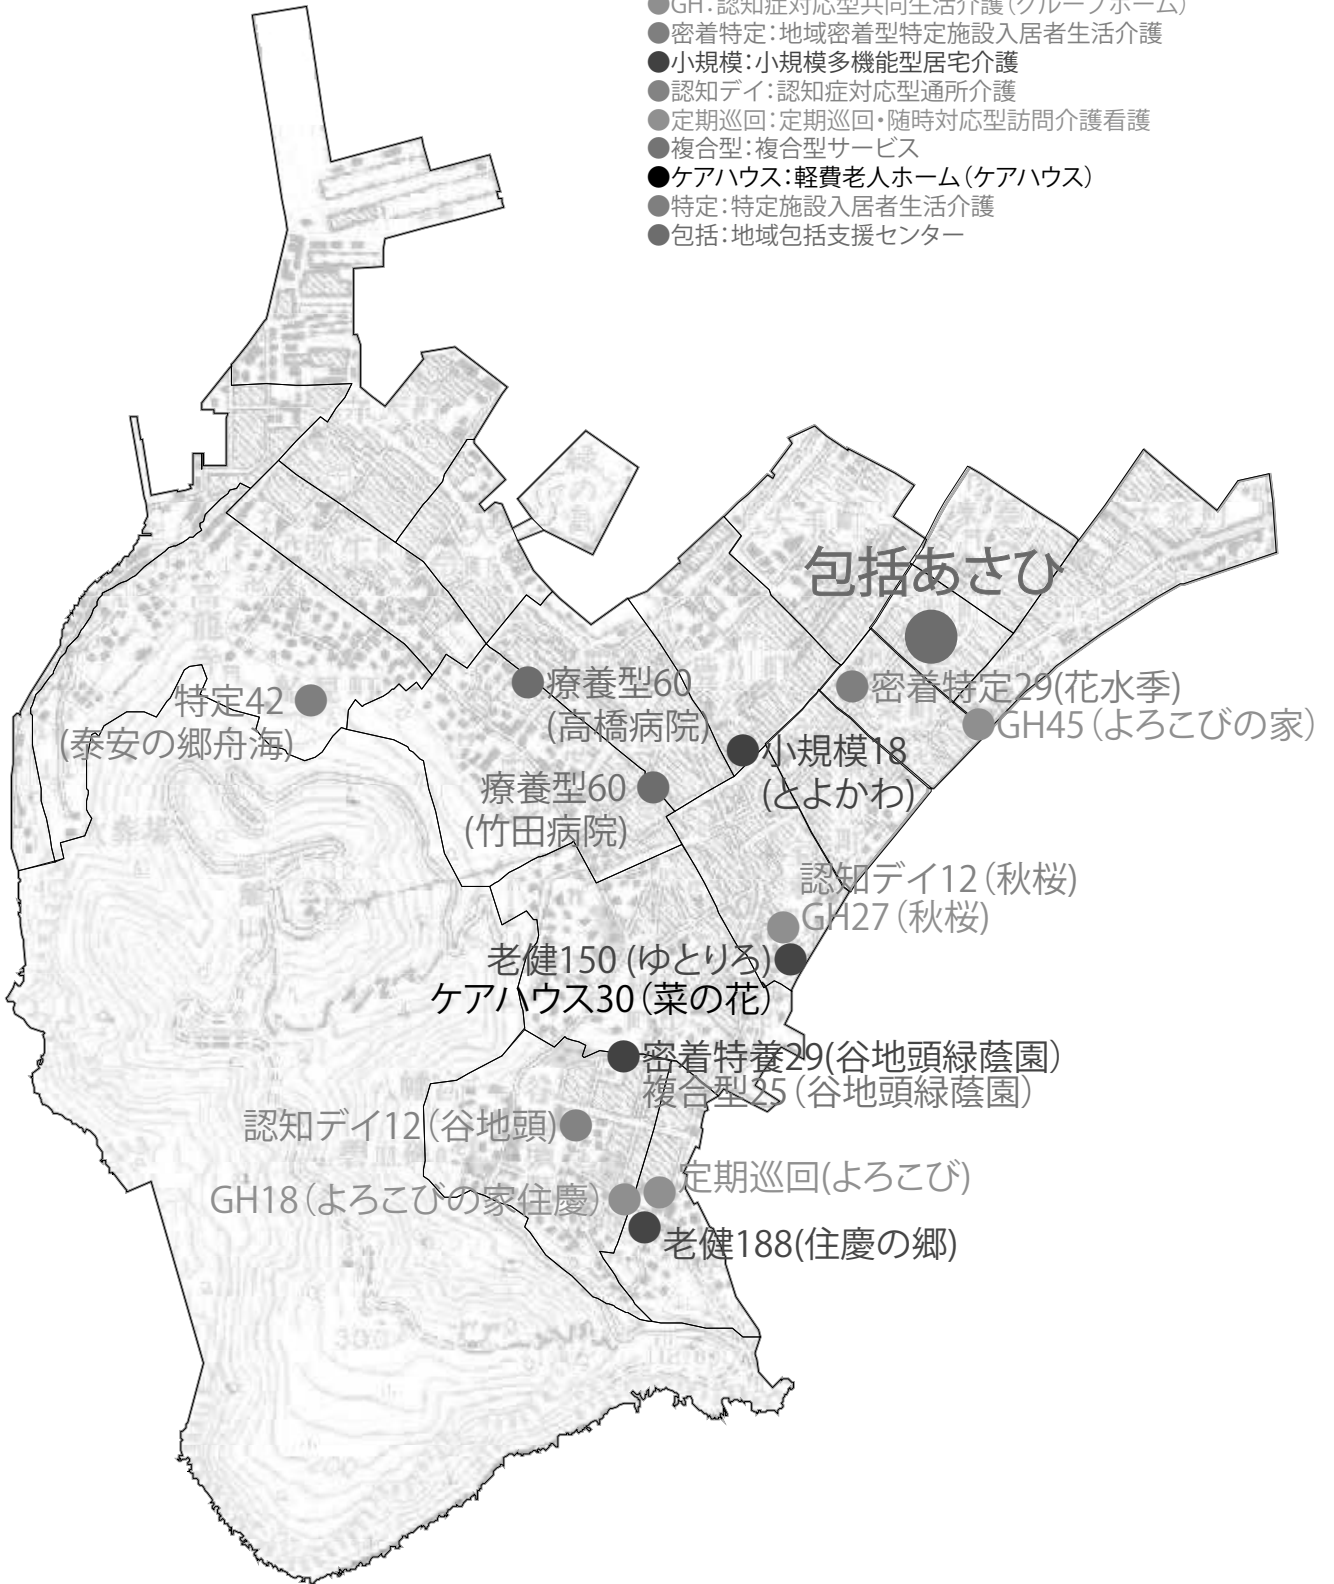 ●GH:認知症対応型共同生活介護(グループホーム)
●密着特定:地域密着型特定施設入居者生活介護
●小規模:小規模多機能型居宅介護
●認知デイ:認知症対応型通所介護
●定期巡回:定期巡回・随時対応型訪問介護看護
●複合型:複合型サービス
●ケアハウス:軽費老人ホーム(ケアハウス)
●特定:特定施設入居者生活介護
●包括:地域包括支援センター
包括あさひ
療養型60
(高橋病院)
密着特定29(花水季)
GH45(よろこびの家)
特定42
(泰安の郷舟海)
小規模18
(とよかわ)
療養型60
(竹田病院)
認知デイ12(秋桜)
GH27(秋桜)
老健150(ゆとりろ)
ケアハウス30(菜の花)
密着特養29(谷地頭緑蔭園)
複合型25(谷地頭緑蔭園)
認知デイ12(谷地頭)
定期巡回(よろこび)
GH18(よろこびの家住慶)
老健188(住慶の郷)